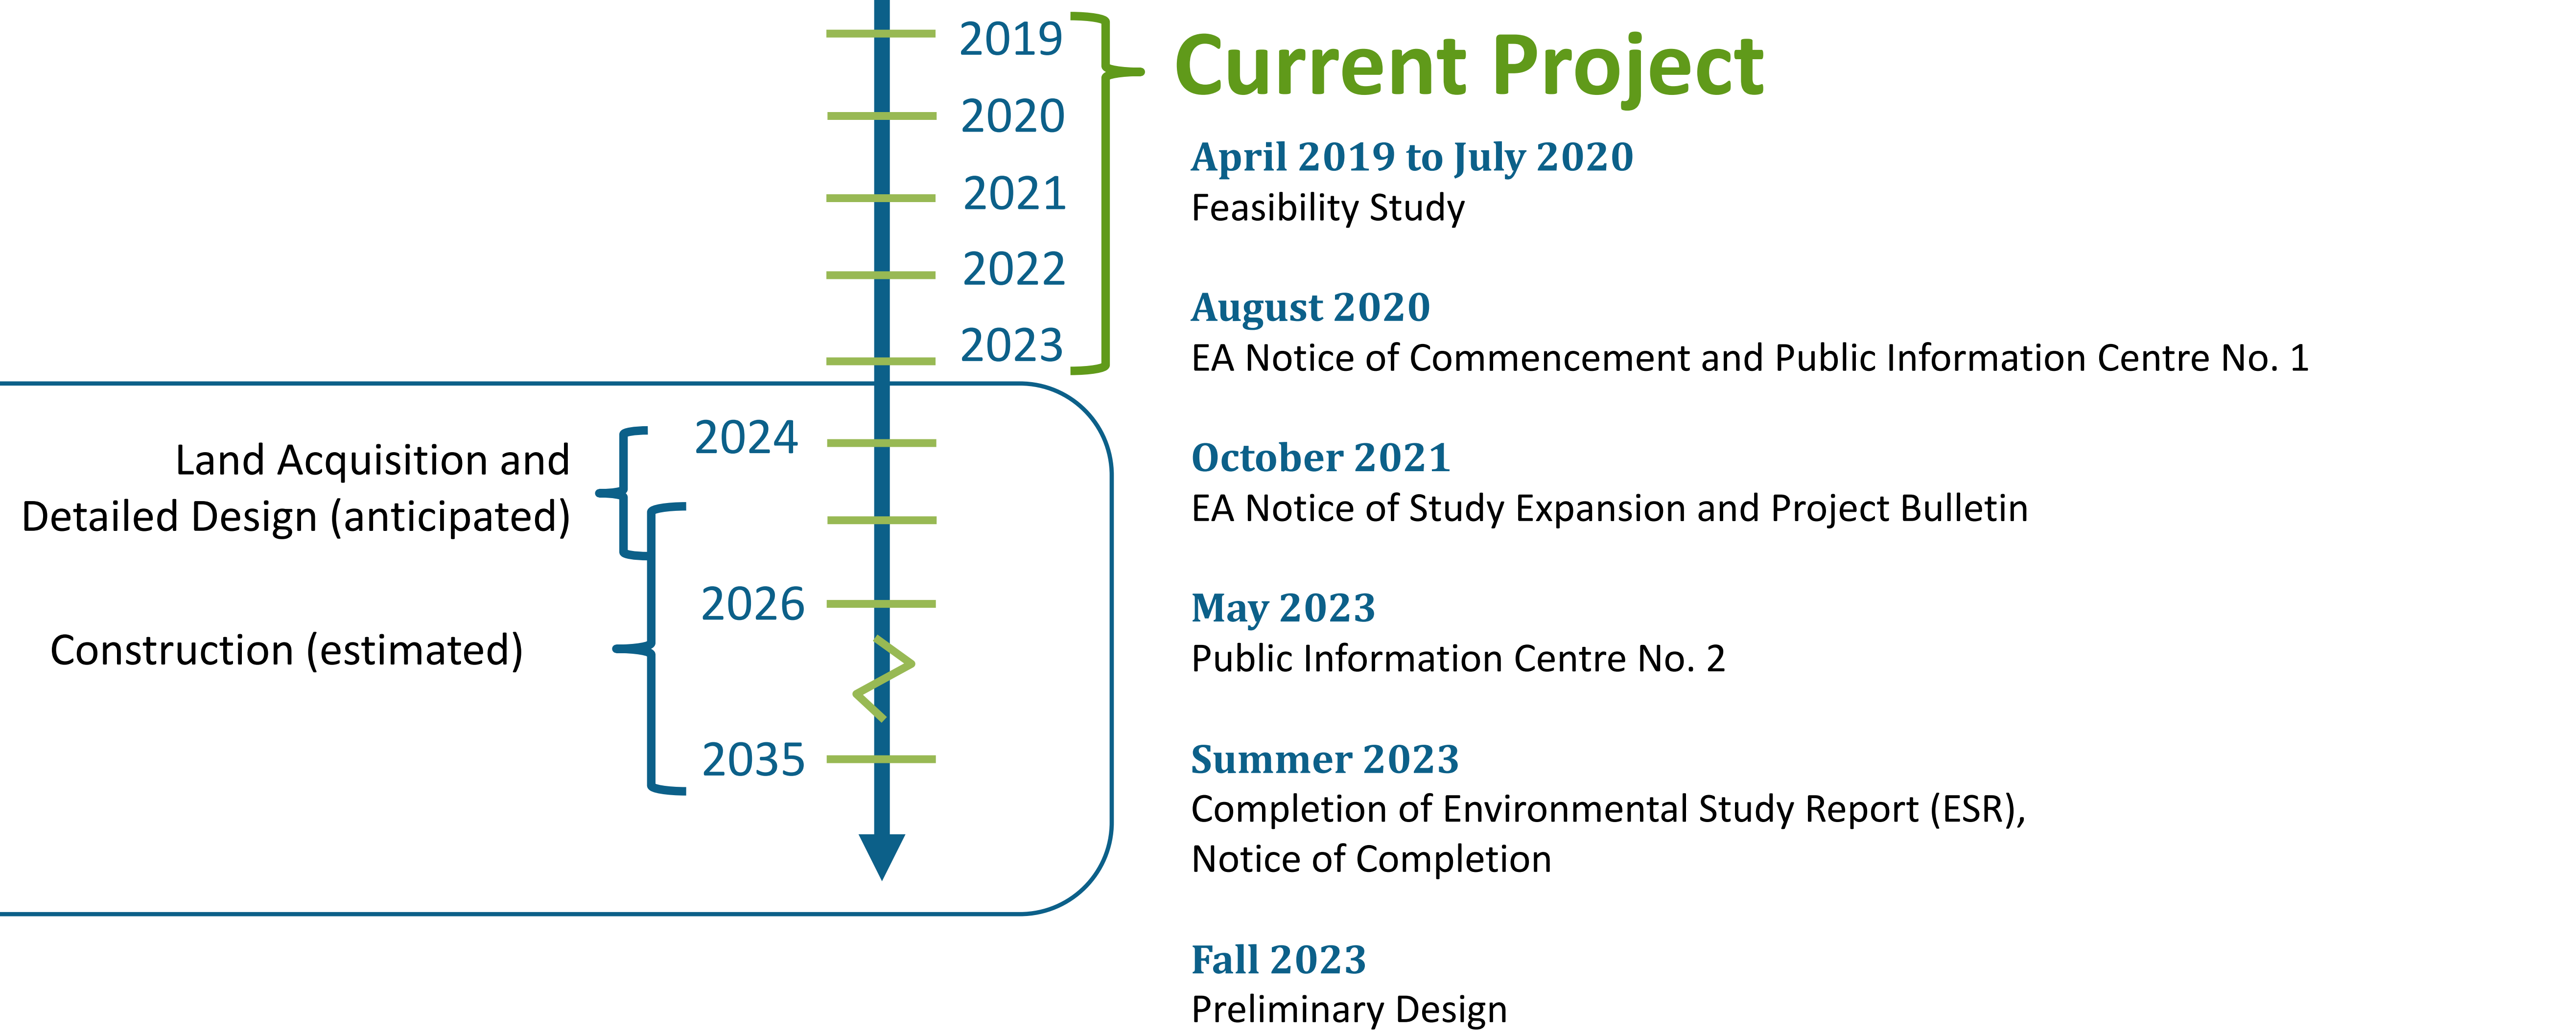 2019
2020
2021
2022
2023
Current Project
April 2019 to July 2020
Feasibility Study
August 2020
EA Notice of Commencement and Public Information Centre No. 1
October 2021
EA Notice of Study Expansion and Project Bulletin
May 2023
Public Information Centre No. 2
Summer 2023
Completion of Environmental Study Report (ESR),
Notice of Completion
Fall 2023
Preliminary Design
Land Acquisition and
Detailed Design (anticipated)
2024
2026
Construction (estimated)
2035